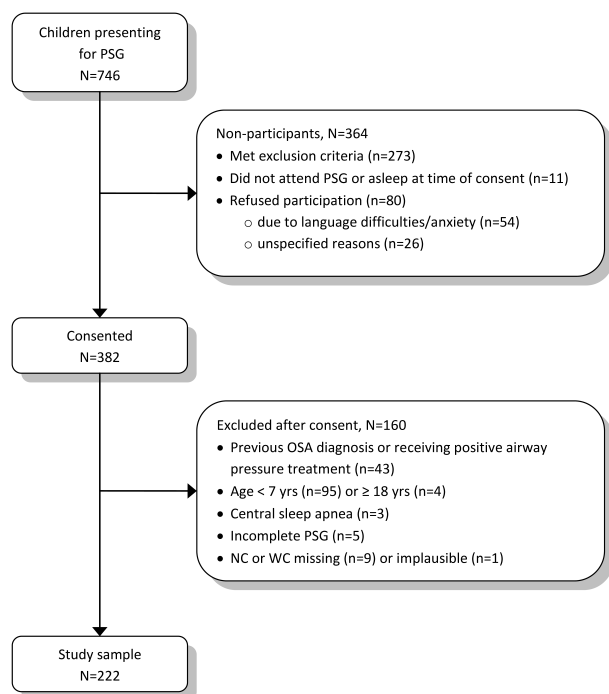 Children presenting
for PSG
N=746
Non-participants, N=364
• Met exclusion criteria (n=273)
• Did not attend PSG or asleep at time of consent (n=11)
• Refused participation (n=80)
○ due to language difficulties/anxiety (n=54)
○ unspecified reasons (n=26)
Consented
N=382
Excluded after consent, N=160
• Previous OSA diagnosis or receiving positive airway
pressure treatment (n=43)
• Age < 7 yrs (n=95) or ≥ 18 yrs (n=4)
• Central sleep apnea (n=3)
• Incomplete PSG (n=5)
• NC or WC missing (n=9) or implausible (n=1)
Study sample
N=222